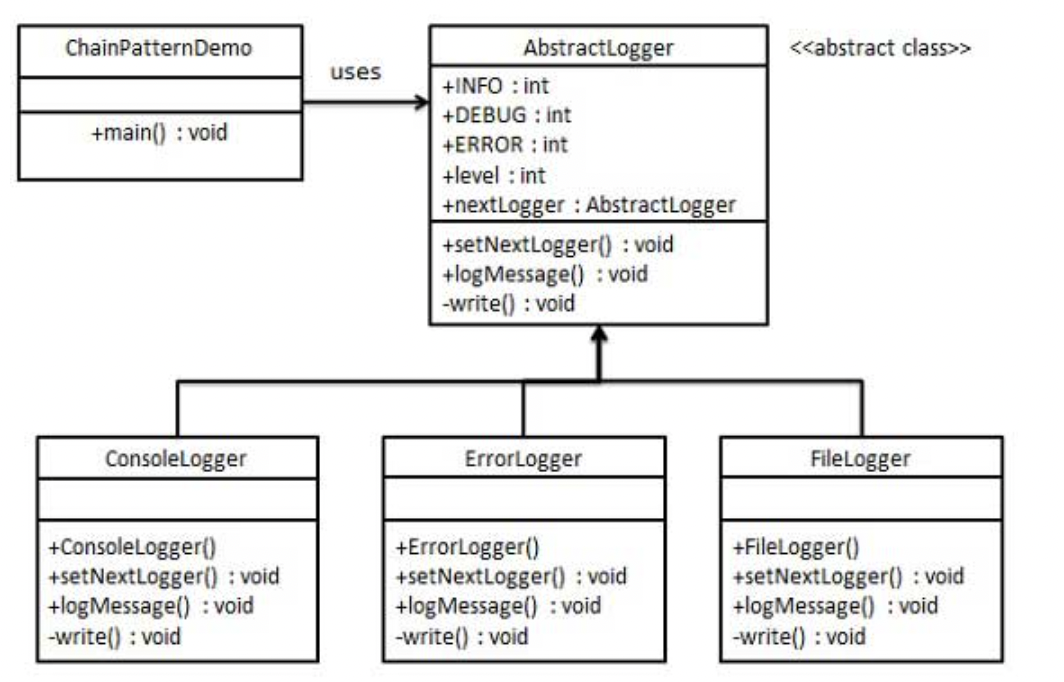 ChainPatternDemo
+main() : void
uses
AbstractLogger
<<abstract class>>
+INFO : int
+DEBUG : int
+ERROR : int
+level : int
+nextLogger : AbstractLogger
+setNextLogger() : void
+logMessage() : void
-write() : void
ConsoleLogger
+ConsoleLogger()
+setNextLogger() : void
+logMessage() : void
-write() : void
ErrorLogger
+ErrorLogger()
+setNextLogger() : void
+logMessage() : void
-write() : void
FileLogger
+FileLogger()
+setNextLogger() : void
+logMessage() : void
-write() : void